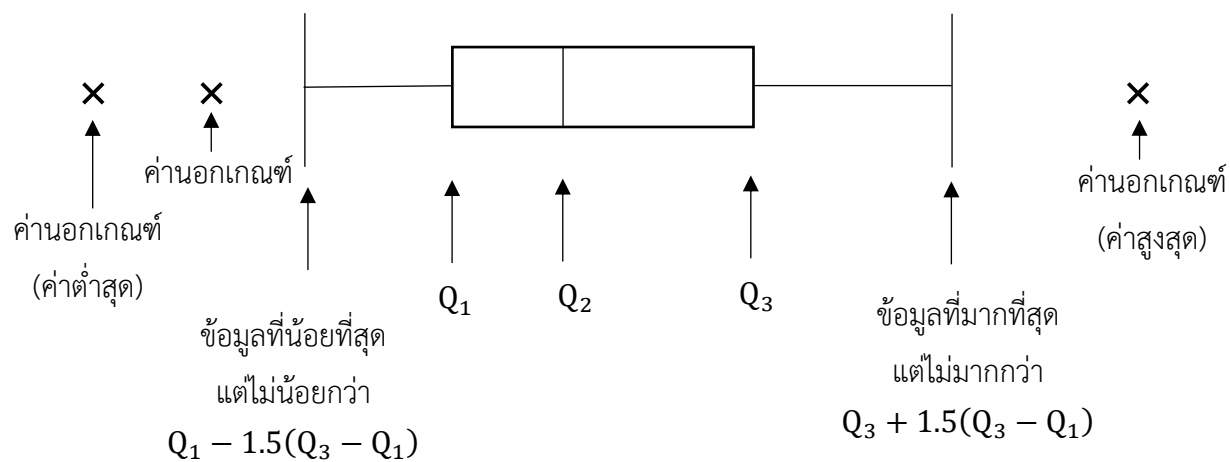 ค่านอกเกณฑ์
(ค่าต่ำสุด)
ค่านอกเกณฑ์
ข้อมูลที่น้อยที่สุด
แต่ไม่น้อยกว่า
Q₁ − 1.5(Q₃ − Q₁)
Q₁
Q₂
Q₃
ข้อมูลที่มากที่สุด
แต่ไม่มากกว่า
Q₃ + 1.5(Q₃ − Q₁)
ค่านอกเกณฑ์
(ค่าสูงสุด)